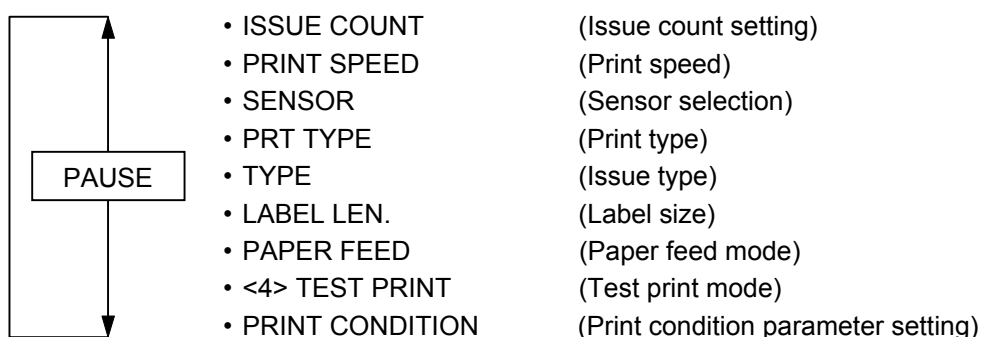 • ISSUE COUNT (Issue count setting)
• PRINT SPEED (Print speed)
• SENSOR (Sensor selection)
• PRT TYPE (Print type)
PAUSE • TYPE (Issue type)
• LABEL LEN. (Label size)
• PAPER FEED (Paper feed mode)
• <4> TEST PRINT (Test print mode)
• PRINT CONDITION (Print condition parameter setting)